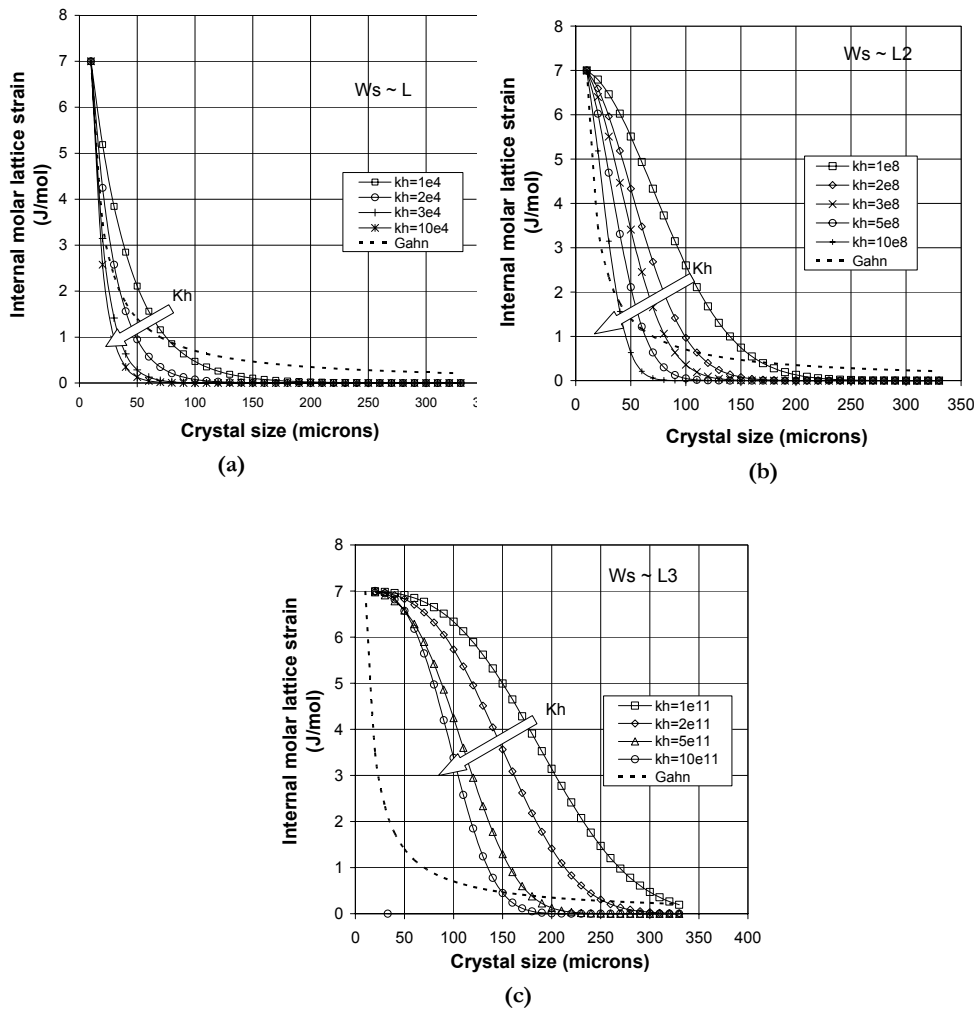 8
7
6
5
4
3
2
1
0
Internal molar lattice strain
(J/mol)
Ws ~ L
kh=1e4
kh=2e4
kh=3e4
kh=10e4
Gahn
Kh
0 50 100 150 200 250 300
Crystal size (microns)
(a)
8
7
6
5
4
3
2
1
0
Internal molar lattice strain
(J/mol)
Ws ~ L2
kh=1e8
kh=2e8
kh=3e8
kh=5e8
kh=10e8
Gahn
Kh
0 50 100 150 200 250 300 350
Crystal size (microns)
(b)
8
7
6
5
4
3
2
1
0
Internal molar lattice strain
(J/mol)
Ws ~ L3
kh=1e11
kh=2e11
kh=5e11
kh=10e11
Gahn
Kh
0 50 100 150 200 250 300 350 400
Crystal size (microns)
(c)